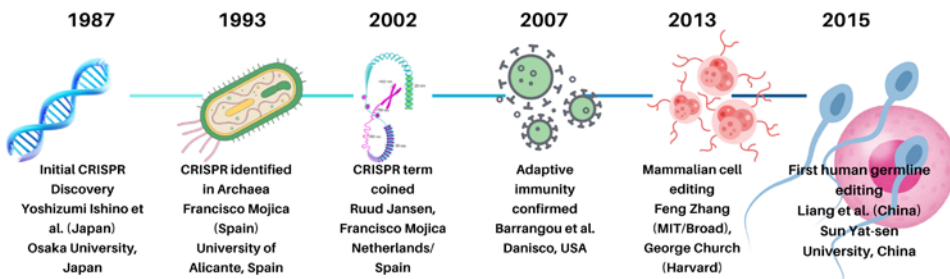 1987
Initial CRISPR
Discovery
Yoshizumi Ishino et
al. (Japan)
Osaka University,
Japan
1993
CRISPR identified
in Archaea
Francisco Mojica
(Spain)
University of
Alicante, Spain
2002
CRISPR term
coined
Ruud Jansen,
Francisco Mojica
Netherlands/
Spain
2007
Adaptive
immunity
confirmed
Barrangou et al.
Danisco, USA
2013
Mammalian cell
editing
Feng Zhang
(MIT/Broad),
George Church
(Harvard)
2015
First human germline
editing
Liang et al. (China)
Sun Yat-sen
University, China